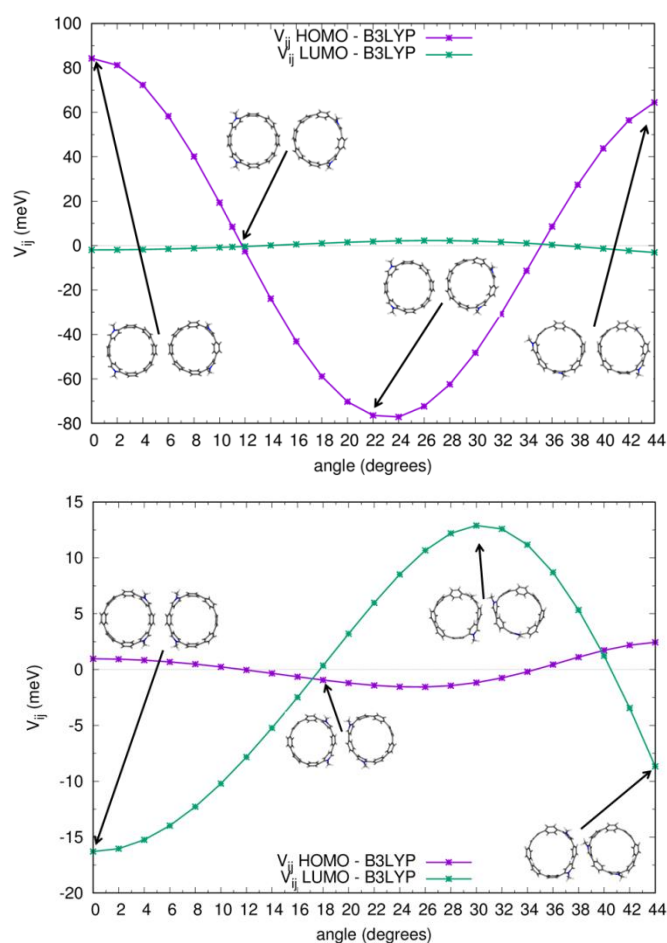 V_ij HOMO - B3LYP
V_ij LUMO - B3LYP
100
80
60
40
20
0
-20
-40
-60
-80
V_ij (meV)
0 2 4 6 8 10 12 14 16 18 20 22 24 26 28 30 32 34 36 38 40 42 44
angle (degrees)
15
10
5
0
-5
-10
-15
-20
V_ij (meV)
V_ij HOMO - B3LYP
V_ij LUMO - B3LYP
0 2 4 6 8 10 12 14 16 18 20 22 24 26 28 30 32 34 36 38 40 42 44
angle (degrees)